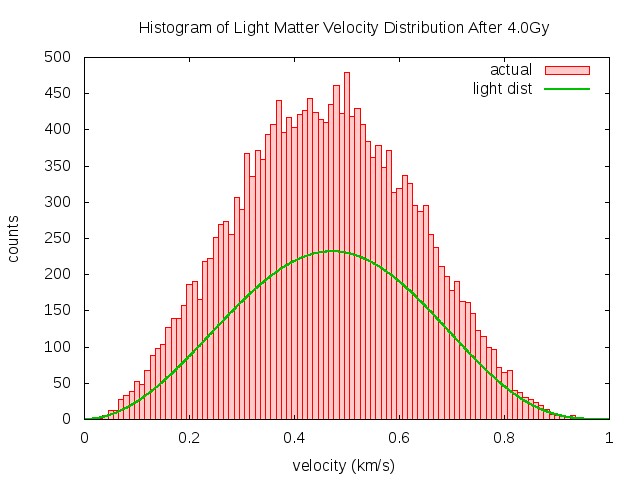 Histogram of Light Matter Velocity Distribution After 4.0Gy
500
450
400
350
300
250
200
150
100
50
0
counts
actual
light dist
0 0.2 0.4 0.6 0.8 1
velocity (km/s)